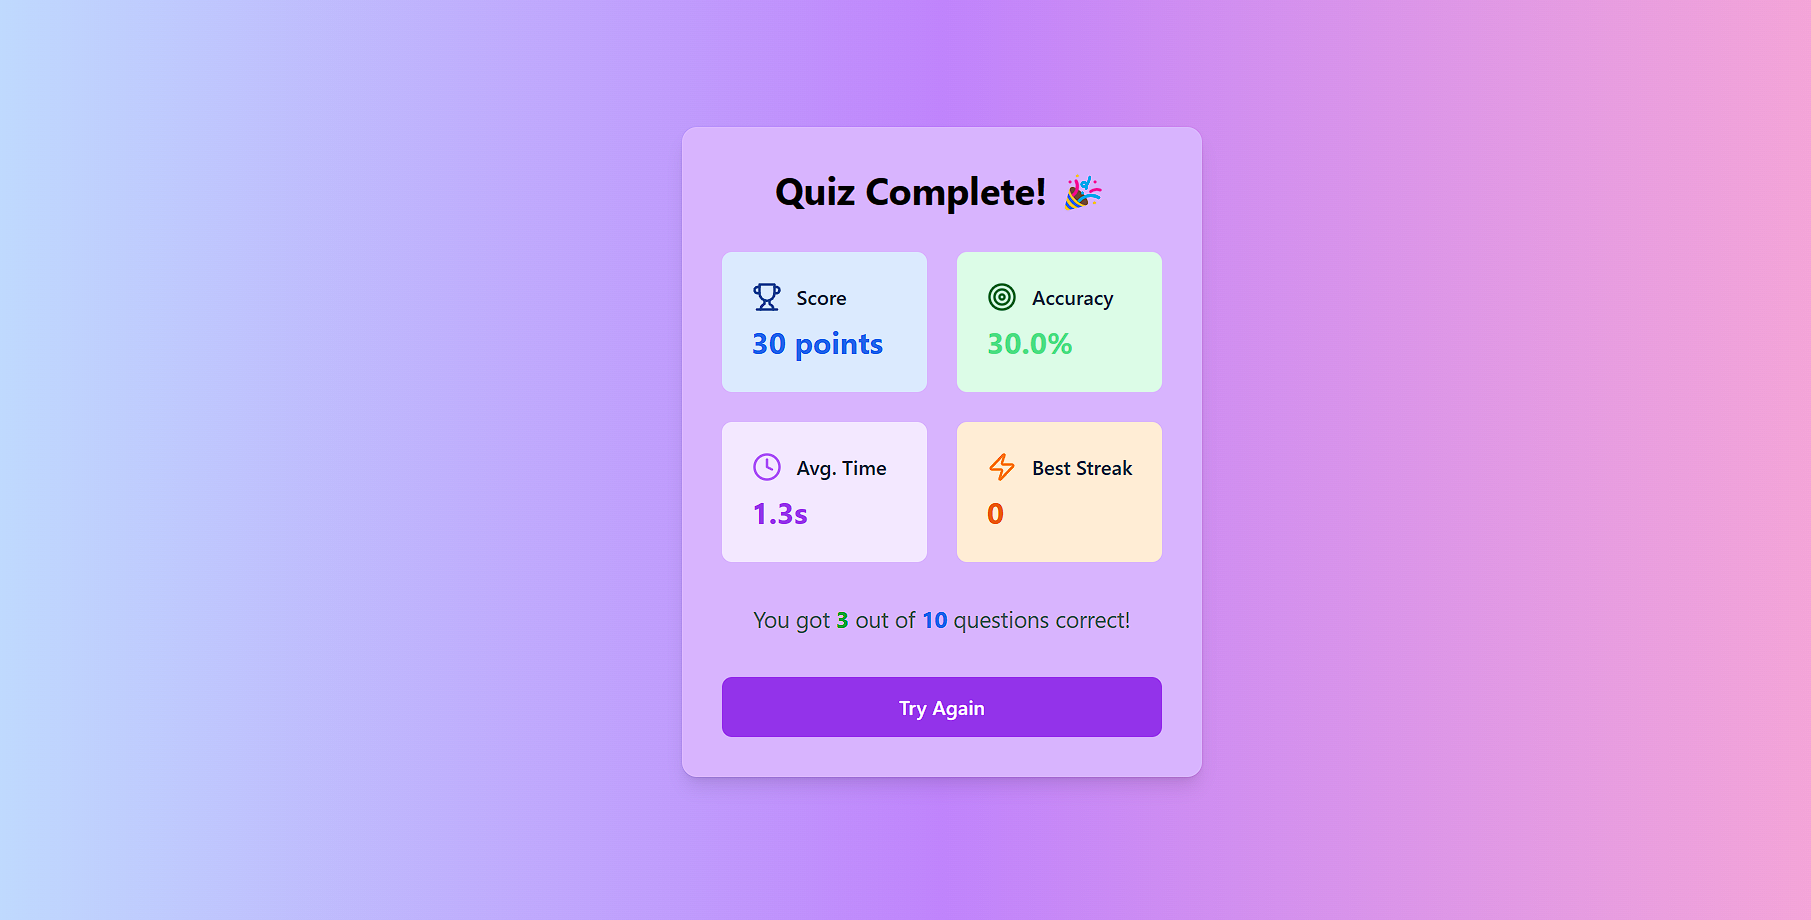 Quiz Complete! 🎉
Score
30 points
Accuracy
30.0%
Avg. Time
1.3s
Best Streak
0
You got 3 out of 10 questions correct!
Try Again